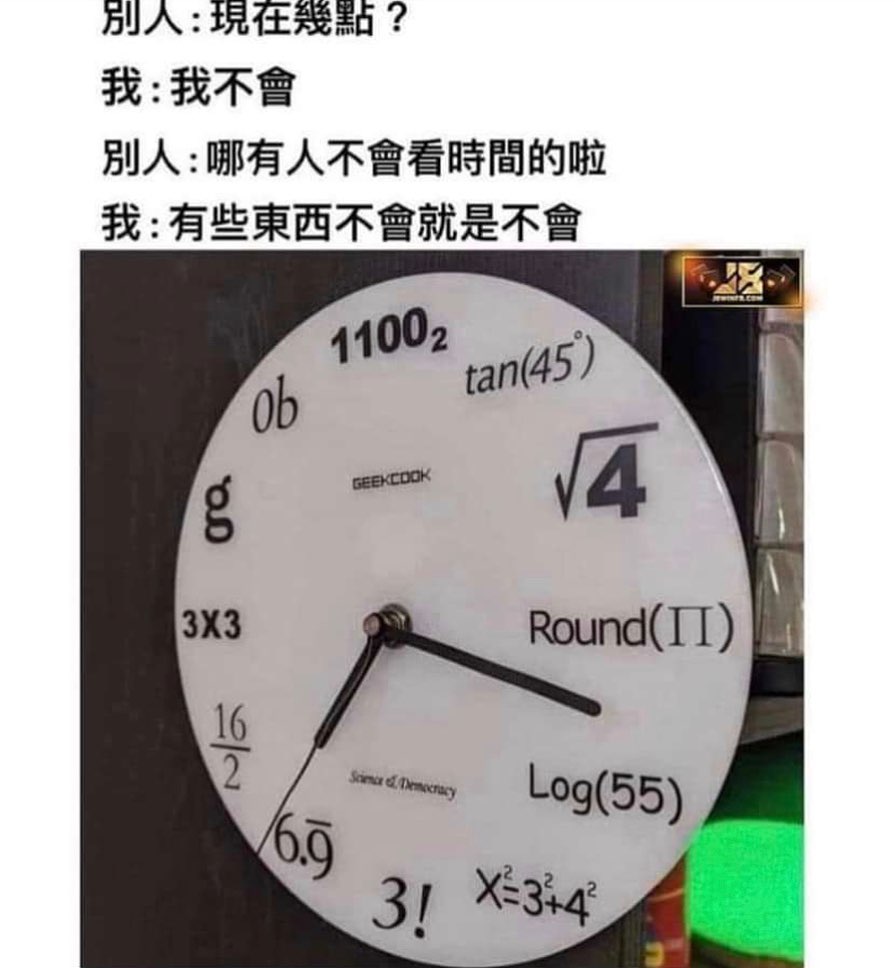 別人:現在幾點？
我:我不會
別人:哪有人不會看時間的啦
我:有些東西不會就是不會
JBWINFB.COM
1100₂
tan(45°)
0b
√4
GEEKCOOK
g
3X3
Round(Π)
16/2
Science & Democracy
Log(55)
6.9̅
3!
X²=3²+4²